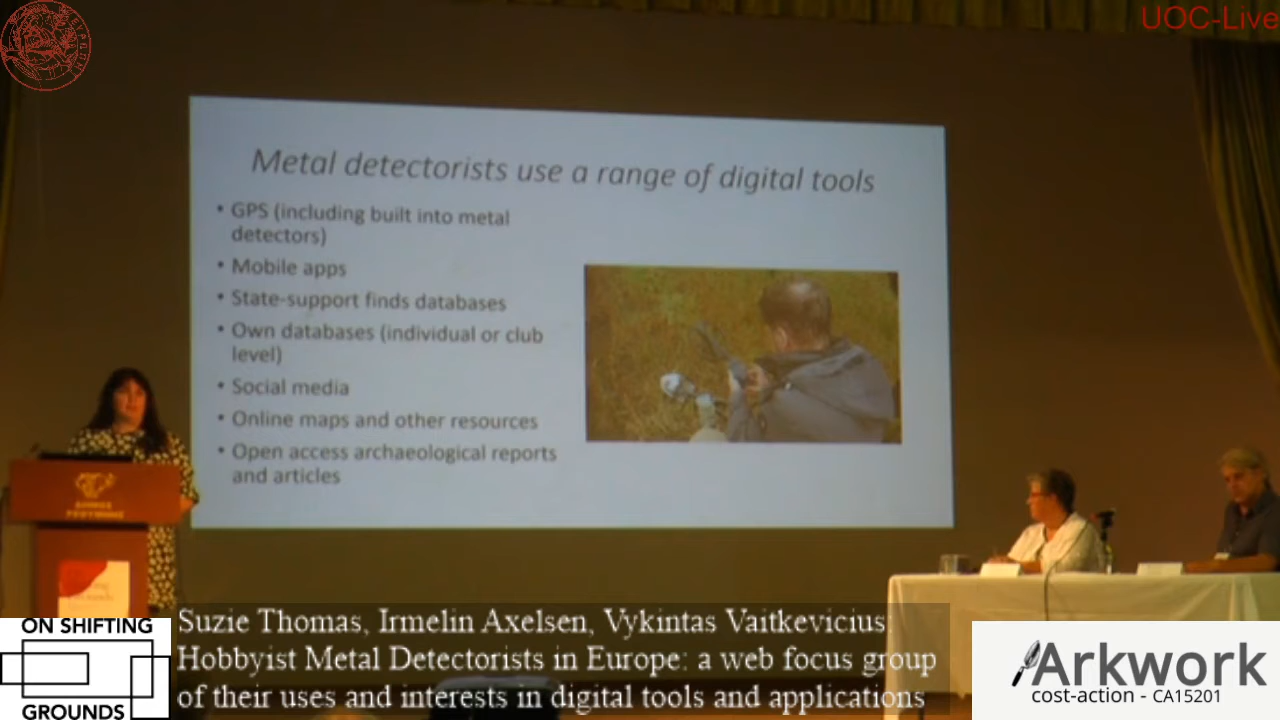 UOC-Live
Metal detectorists use a range of digital tools
• GPS (including built into metal
detectors)
• Mobile apps
• State-support finds databases
• Own databases (individual or club
level)
• Social media
• Online maps and other resources
• Open access archaeological reports
and articles
ON SHIFTING
GROUNDS
Suzie Thomas, Irmelin Axelsen, Vykintas Vaitkevicius:
Hobbyist Metal Detectorists in Europe: a web focus group
of their uses and interests in digital tools and applications
Arkwork
cost-action - CA15201